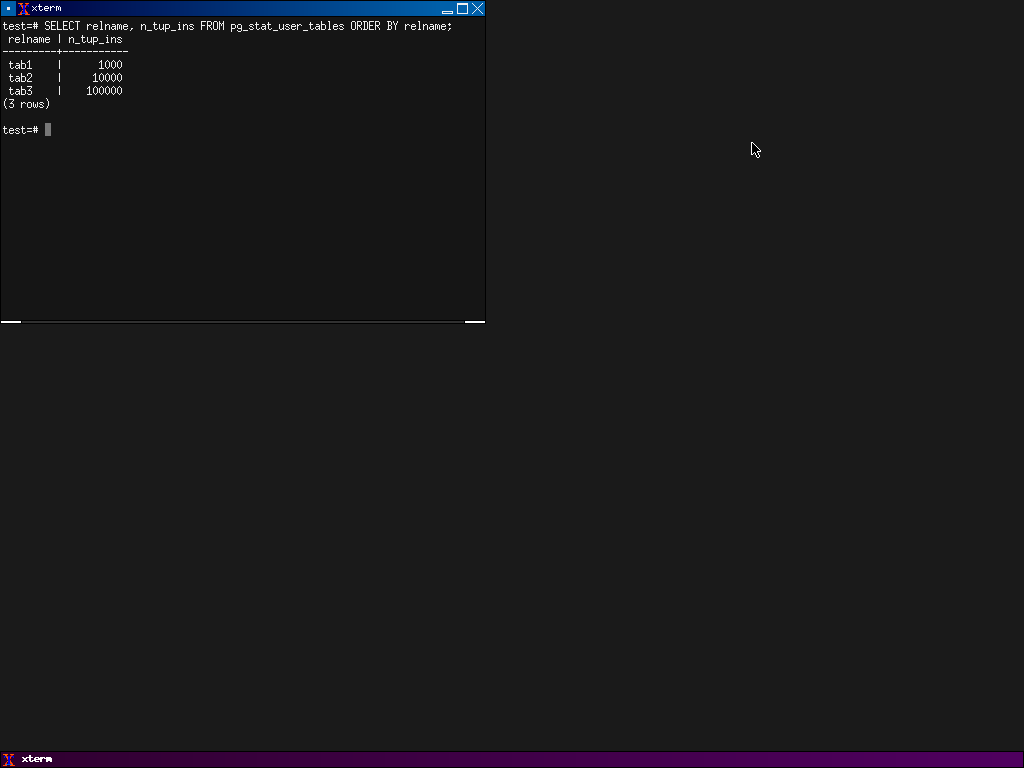 xterm
test=# SELECT relname, n_tup_ins FROM pg_stat_user_tables ORDER BY relname;
 relname | n_tup_ins
---------+-----------
 tab1    |      1000
 tab2    |     10000
 tab3    |    100000
(3 rows)
test=#
xterm